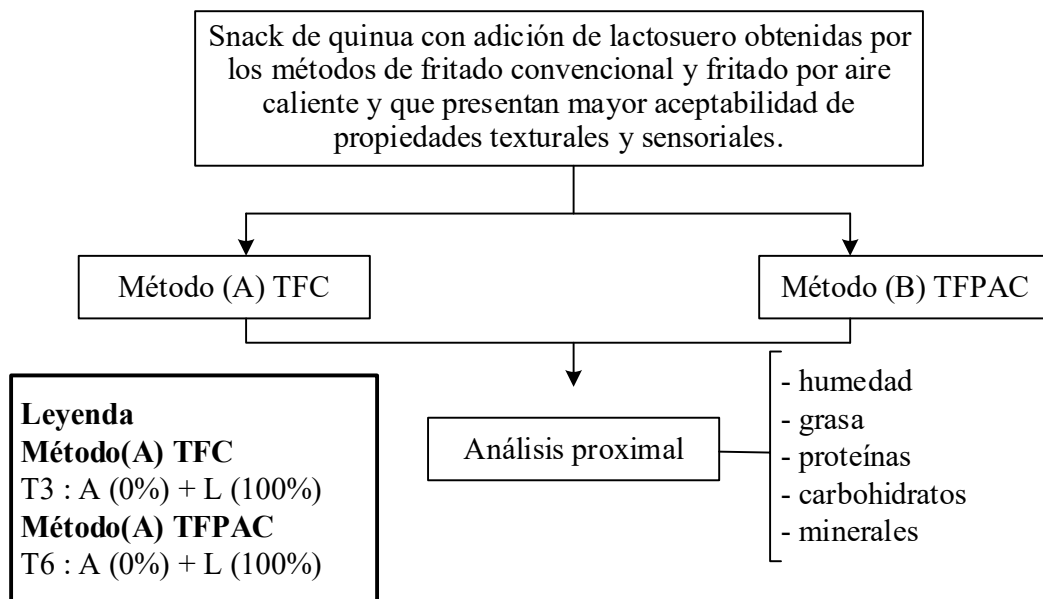 Snack de quinua con adición de lactosuero obtenidas por
los métodos de fritado convencional y fritado por aire
caliente y que presentan mayor aceptabilidad de
propiedades texturales y sensoriales.
Método (A) TFC
Método (B) TFPAC
Análisis proximal
- humedad
- grasa
- proteínas
- carbohidratos
- minerales
Leyenda
Método(A) TFC
T3 : A (0%) + L (100%)
Método(A) TFPAC
T6 : A (0%) + L (100%)